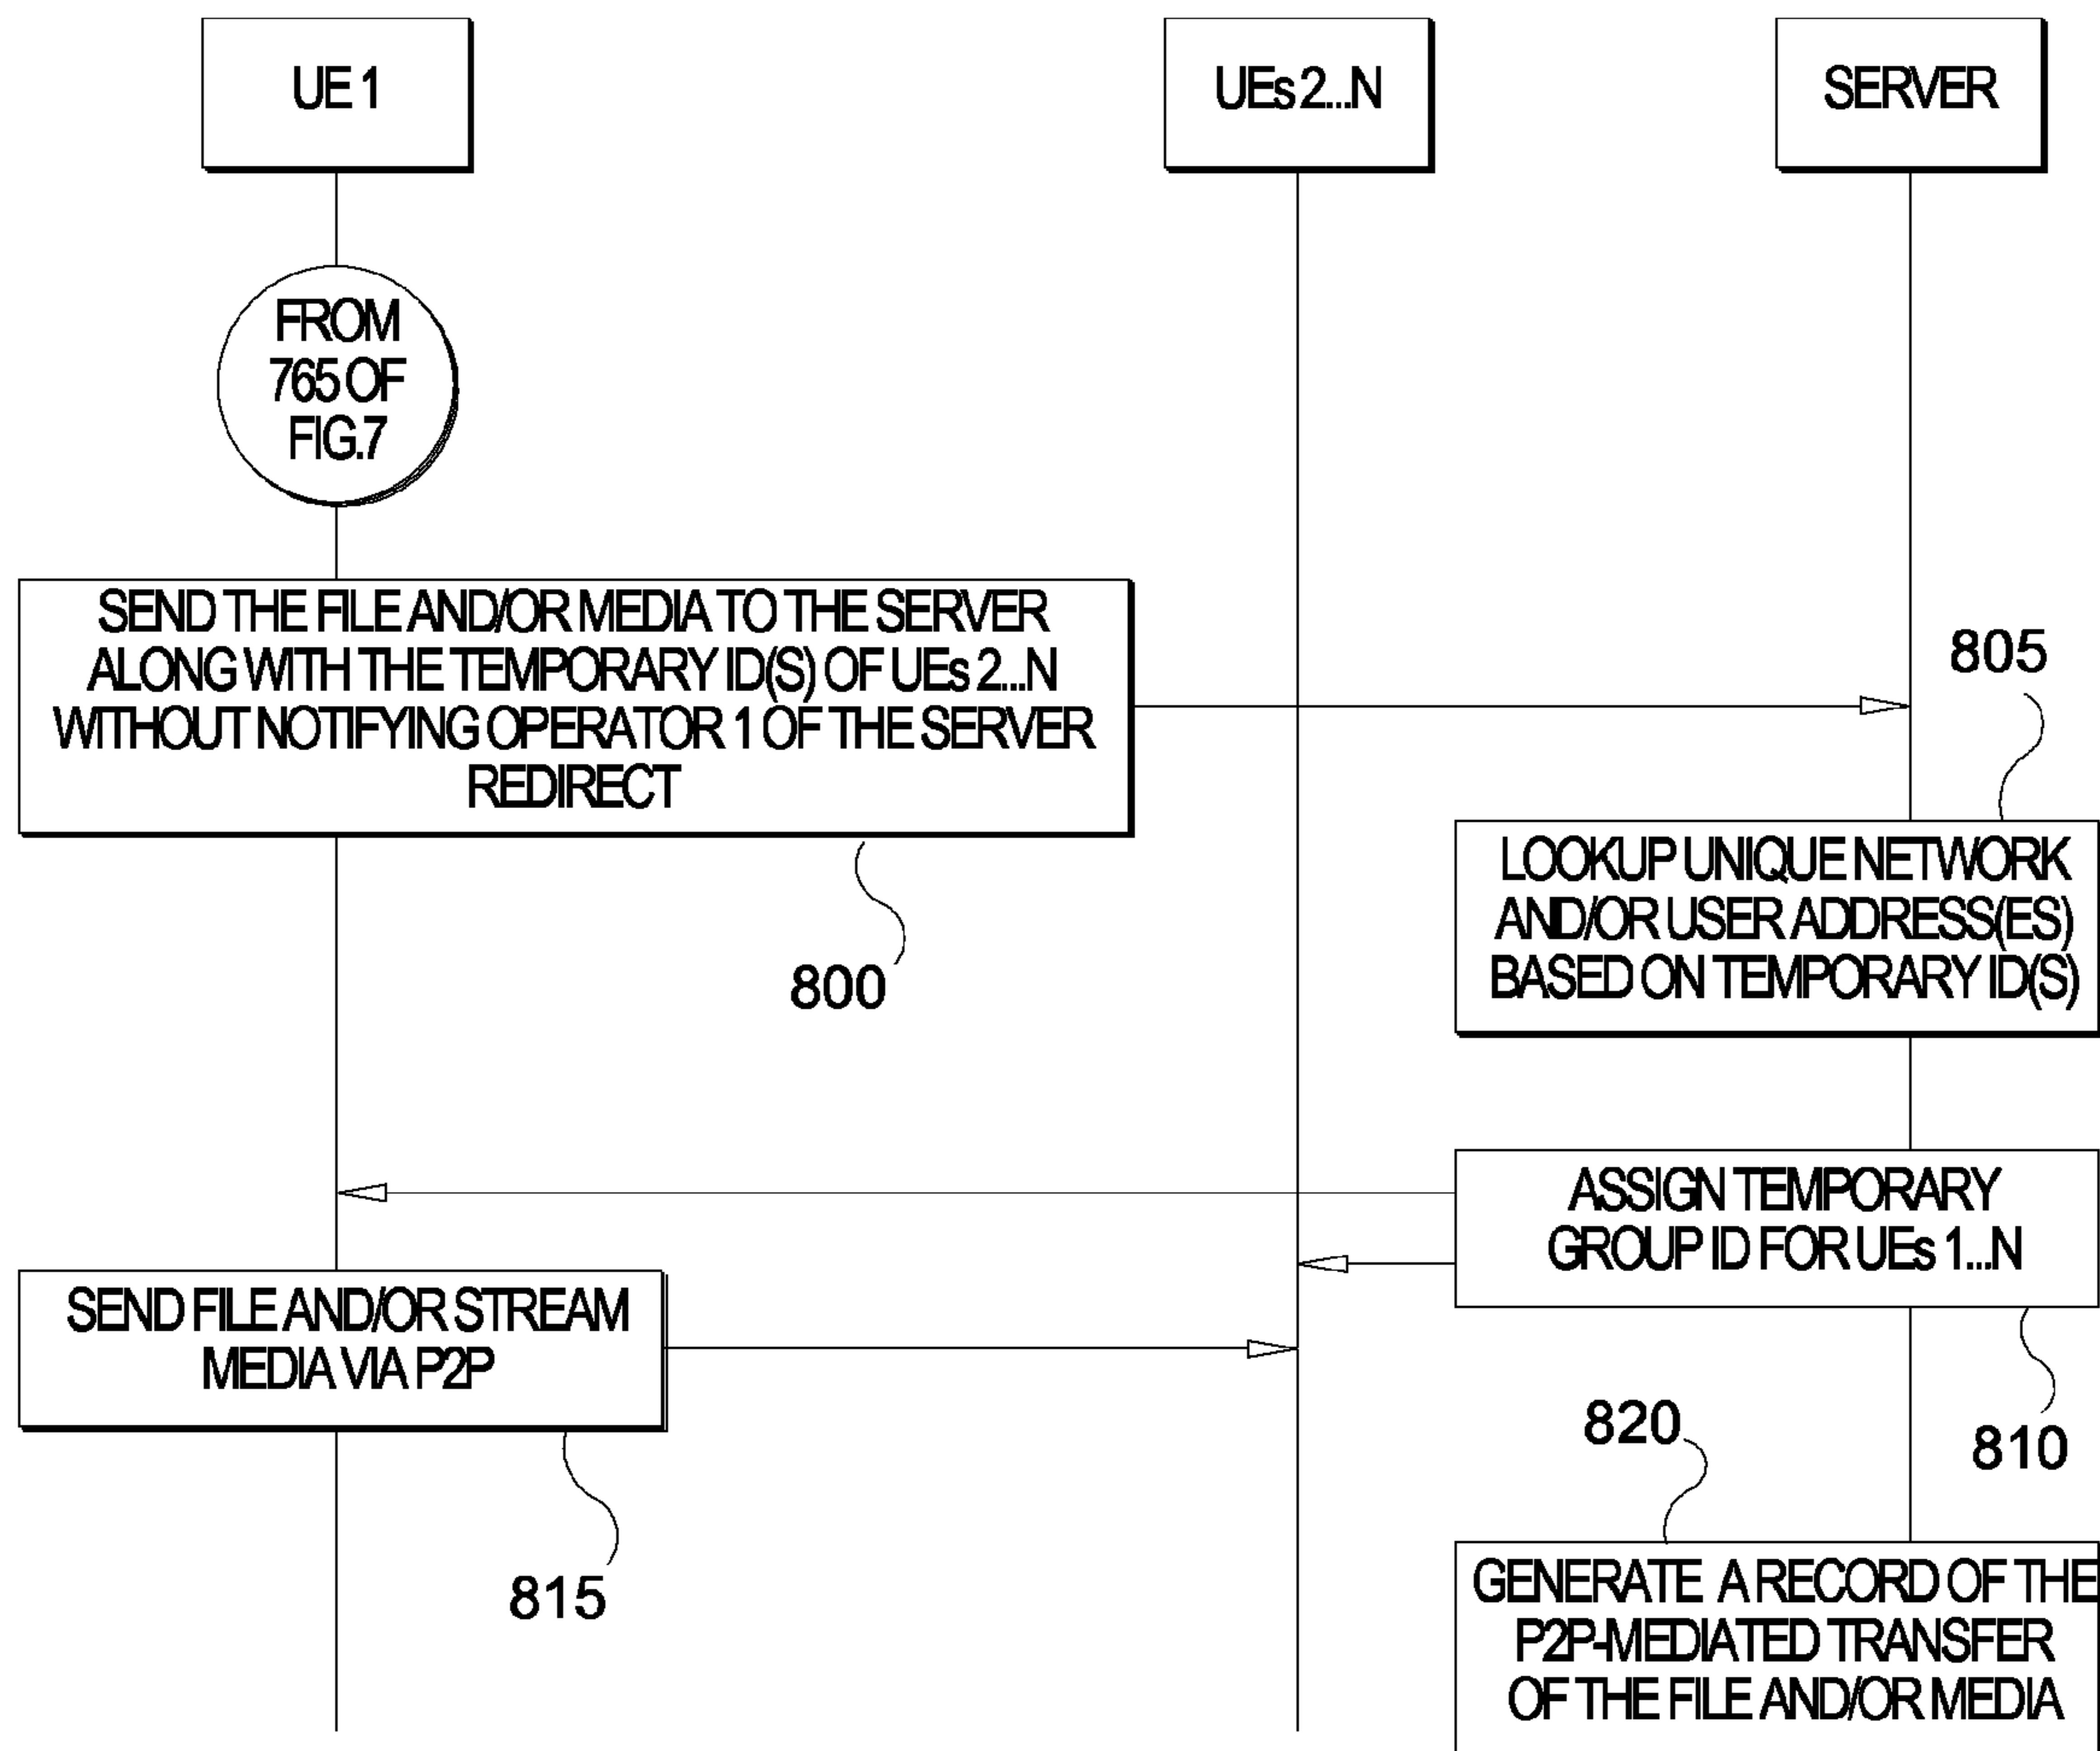 UE 1
UEs 2...N
SERVER
FROM
765 OF
FIG.7
SEND THE FILE AND/OR MEDIA TO THE SERVER
ALONG WITH THE TEMPORARY ID(S) OF UEs 2...N
WITHOUT NOTIFYING OPERATOR 1 OF THE SERVER
REDIRECT
800
805
LOOKUP UNIQUE NETWORK
AND/OR USER ADDRESS(ES)
BASED ON TEMPORARY ID(S)
ASSIGN TEMPORARY
GROUP ID FOR UEs 1...N
810
SEND FILE AND/OR STREAM
MEDIA VIA P2P
815
820
GENERATE A RECORD OF THE
P2P-MEDIATED TRANSFER
OF THE FILE AND/OR MEDIA